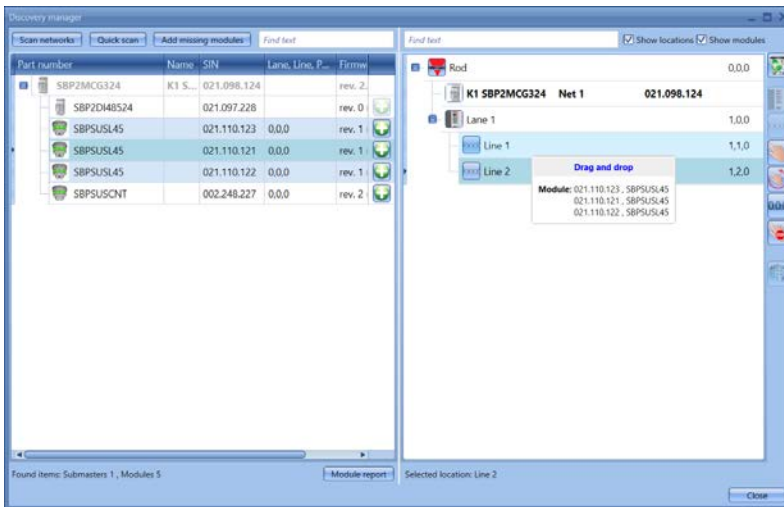 Discovery manager
Scan networks Quick scan Add missing modules Find text Find text Show locations Show modules
Part number Name SIN Lane, Line, P... Firmw
SBP2MCG324 K1 S... 021.098.124 rev. 2.
SBP2DI48524 021.097.228 rev. 0
SBPSUSL45 021.110.123 0,0,0 rev. 1
SBPSUSL45 021.110.121 0,0,0 rev. 1
SBPSUSL45 021.110.122 0,0,0 rev. 1
SBPSUSCNT 002.248.227 0,0,0 rev. 2
Rod 0,0,0
K1 SBP2MCG324 Net 1 021.098.124
Lane 1 1,0,0
Line 1 1,1,0
Line 2 1,2,0
Drag and drop
Module: 021.110.123 , SBPSUSL45
021.110.121 , SBPSUSL45
021.110.122 , SBPSUSL45
Found items: Submasters 1 , Modules 5 Module report Selected location: Line 2
Close